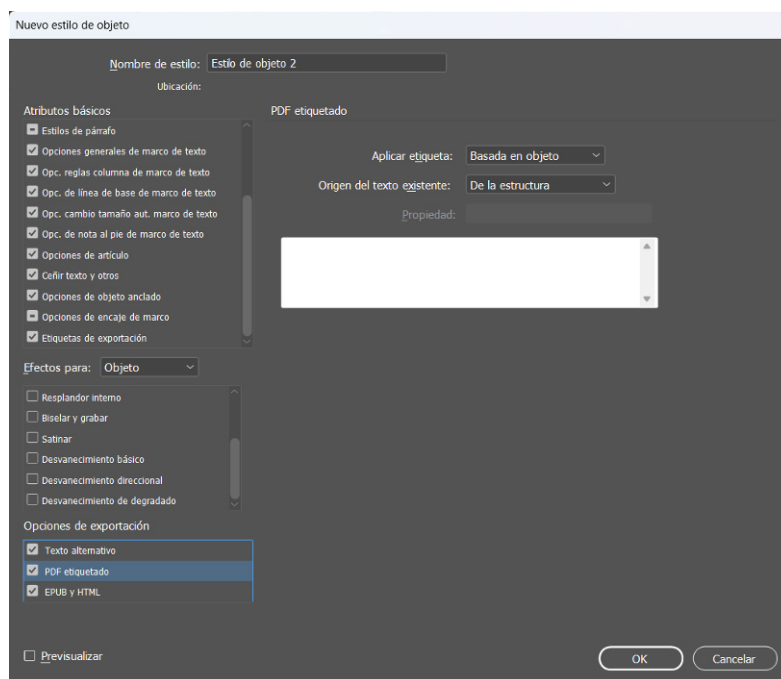 Nuevo estilo de objeto
Nombre de estilo: Estilo de objeto 2
Ubicación:
Atributos básicos
Estilos de párrafo
Opciones generales de marco de texto
Opc. reglas columna de marco de texto
Opc. de línea de base de marco de texto
Opc. cambio tamaño aut. marco de texto
Opc. de nota al pie de marco de texto
Opciones de artículo
Ceñir texto y otros
Opciones de objeto anclado
Opciones de encaje de marco
Etiquetas de exportación
Efectos para: Objeto
Resplandor interno
Biselar y grabar
Satinar
Desvanecimiento básico
Desvanecimiento direccional
Desvanecimiento de degradado
Opciones de exportación
Texto alternativo
PDF etiquetado
EPUB y HTML
PDF etiquetado
Aplicar etiqueta: Basada en objeto
Origen del texto existente: De la estructura
Propiedad:
Previsualizar
OK
Cancelar